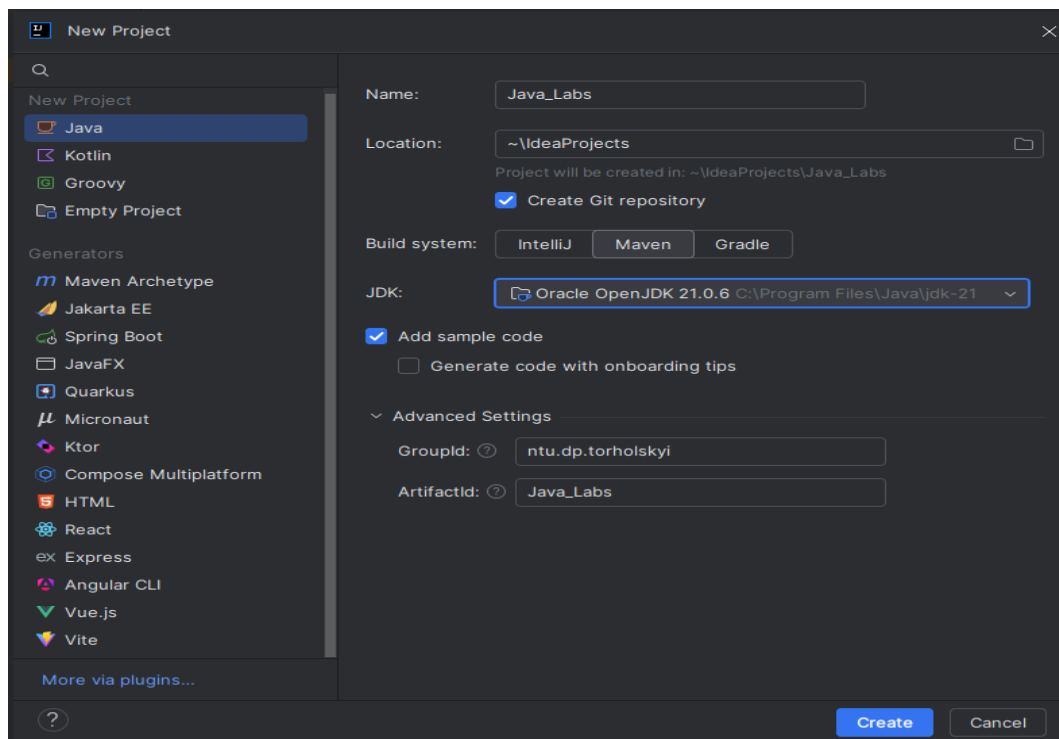 New Project
New Project
Java
Kotlin
Groovy
Empty Project
Generators
Maven Archetype
Jakarta EE
Spring Boot
JavaFX
Quarkus
Micronaut
Ktor
Compose Multiplatform
HTML
React
ex Express
Angular CLI
Vue.js
Vite
More via plugins...
Name: Java_Labs
Location: ~\IdeaProjects
Project will be created in: ~\IdeaProjects\Java_Labs
Create Git repository
Build system: IntelliJ Maven Gradle
JDK: Oracle OpenJDK 21.0.6 C:\Program Files\Java\jdk-21
Add sample code
Generate code with onboarding tips
Advanced Settings
GroupId: ntu.dp.torholskyi
ArtifactId: Java_Labs
Create Cancel